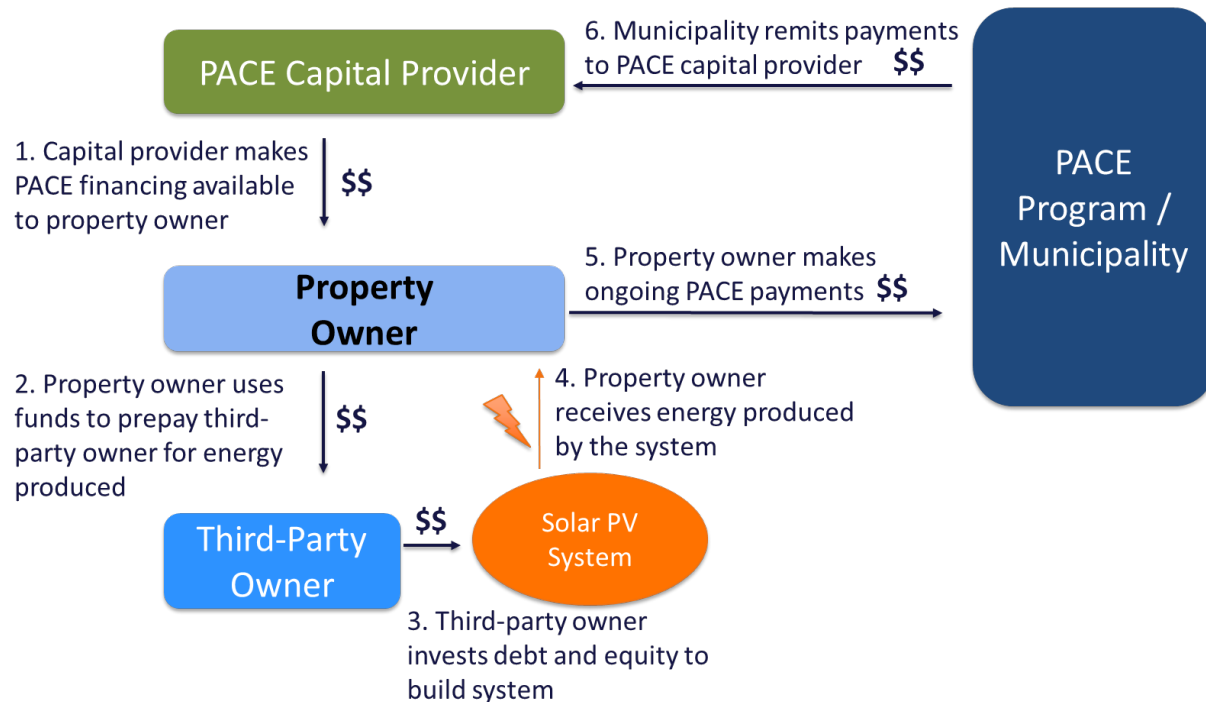 PACE Capital Provider
6. Municipality remits payments
to PACE capital provider $$
PACE
Program /
Municipality
1. Capital provider makes
PACE financing available
to property owner
$$
Property
Owner
5. Property owner makes
ongoing PACE payments $$
2. Property owner uses
funds to prepay third-
party owner for energy
produced
$$
4. Property owner
receives energy produced
by the system
Third-Party
Owner
$$
Solar PV
System
3. Third-party owner
invests debt and equity to
build system